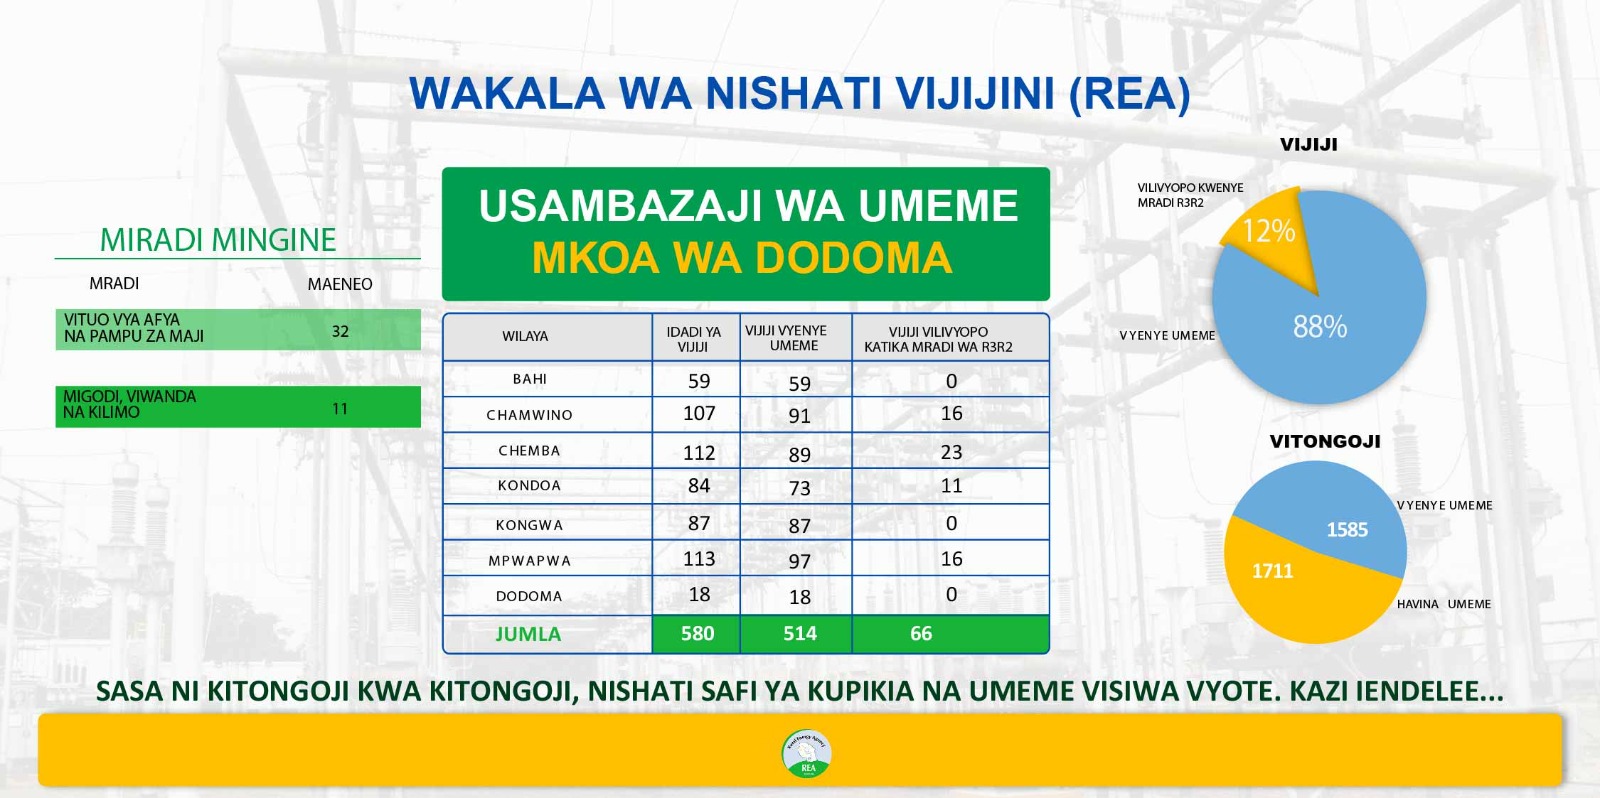 WAKALA WA NISHATI VIJIJINI (REA)
USAMBAZAJI WA UMEME
MKOA WA DODOMA
MIRADI MINGINE
MRADI MAENEO
VITUO VYA AFYA
NA PAMPU ZA MAJI 32
MIGODI, VIWANDA
NA KILIMO 11
WILAYA IDADI YA VIJIJI VIJIJI VYENYE UMEME VIJIJI VILIVYOPO KATIKA MRADI WA R3R2
BAHI 59 59 0
CHAMWINO 107 91 16
CHEMBA 112 89 23
KONDOA 84 73 11
KONGWA 87 87 0
MPWAPWA 113 97 16
DODOMA 18 18 0
JUMLA 580 514 66
VIJIJI
VILIVYOPO KWENYE
MRADI R3R2
12%
VYENYE UMEME
88%
VITONGOJI
VYENYE UMEME
1585
1711
HAVINA UMEME
SASA NI KITONGOJI KWA KITONGOJI, NISHATI SAFI YA KUPIKIA NA UMEME VISIWA VYOTE. KAZI IENDELEE...
Rural Energy Agency
REA